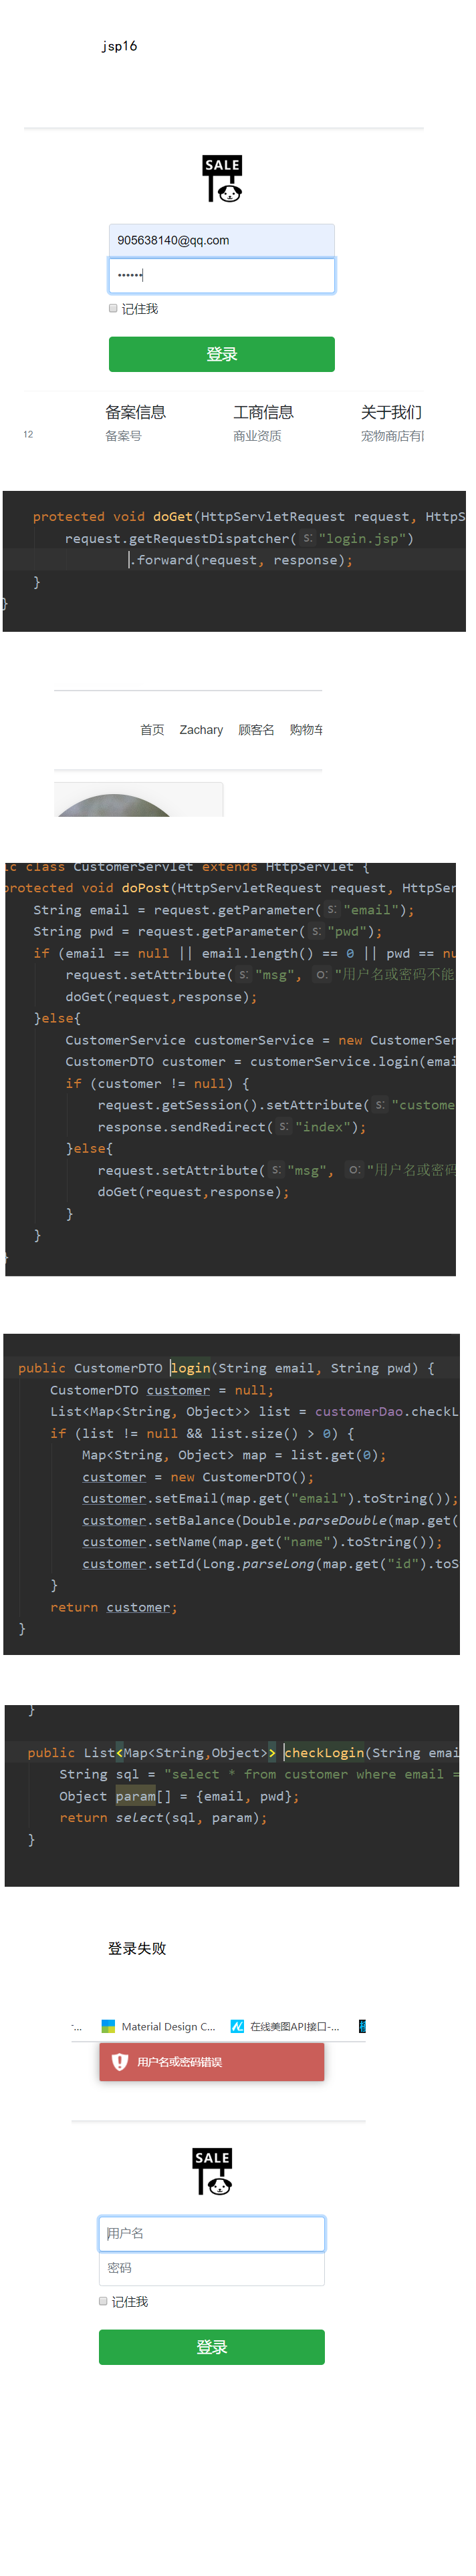 jsp16
SALE
905638140@qq.com
记住我
登录
备案信息 工商信息 关于我们
12 备案号 商业资质 宠物商店有
protected void doGet(HttpServletRequest request, HttpS
request.getRequestDispatcher( s: "login.jsp")
.forward(request, response);
}
}
首页 Zachary 顾客名 购物车
ic class CustomerServlet extends HttpServlet {
protected void doPost(HttpServletRequest request, HttpSer
String email = request.getParameter( s: "email");
String pwd = request.getParameter( s: "pwd");
if (email == null || email.length() == 0 || pwd == nu
request.setAttribute( s: "msg", o: "用户名或密码不能
doGet(request,response);
}else{
CustomerService customerService = new CustomerSer
CustomerDTO customer = customerService.login(emai
if (customer != null) {
request.getSession().setAttribute( s: "custome
response.sendRedirect( s: "index");
}else{
request.setAttribute( s: "msg", o: "用户名或密码
doGet(request,response);
}
}
}
public CustomerDTO login(String email, String pwd) {
CustomerDTO customer = null;
List<Map<String, Object>> list = customerDao.checkL
if (list != null && list.size() > 0) {
Map<String, Object> map = list.get(0);
customer = new CustomerDTO();
customer.setEmail(map.get("email").toString());
customer.setBalance(Double.parseDouble(map.get(
customer.setName(map.get("name").toString());
customer.setId(Long.parseLong(map.get("id").toS
}
return customer;
}
}
public List<Map<String,Object>> checkLogin(String emai
String sql = "select * from customer where email =
Object param[] = {email, pwd};
return select(sql, param);
}
登录失败
-... Material Design C... 在线美图API接口-...
用户名或密码错误
SALE
用户名
密码
记住我
登录